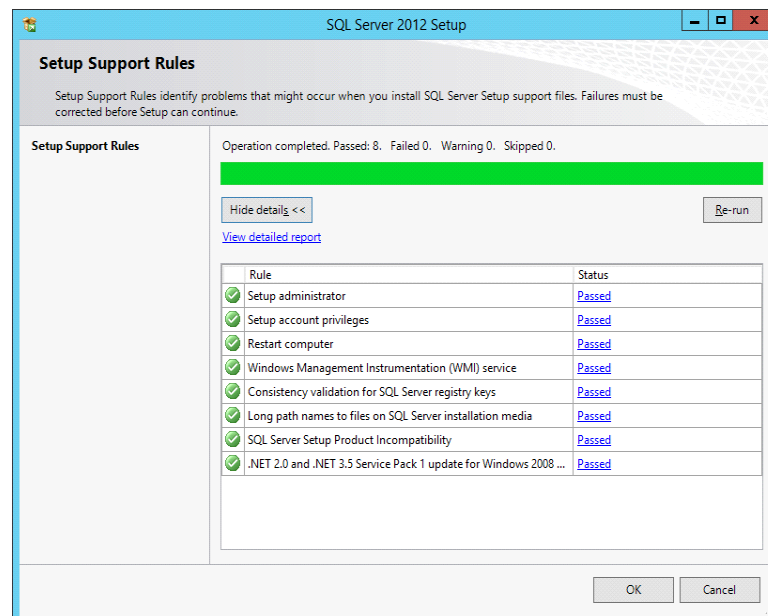 SQL Server 2012 Setup
Setup Support Rules
Setup Support Rules identify problems that might occur when you install SQL Server Setup support files. Failures must be
corrected before Setup can continue.
Setup Support Rules
Operation completed. Passed: 8. Failed 0. Warning 0. Skipped 0.
Hide details <<
Re-run
View detailed report
Rule Status
Setup administrator Passed
Setup account privileges Passed
Restart computer Passed
Windows Management Instrumentation (WMI) service Passed
Consistency validation for SQL Server registry keys Passed
Long path names to files on SQL Server installation media Passed
SQL Server Setup Product Incompatibility Passed
.NET 2.0 and .NET 3.5 Service Pack 1 update for Windows 2008 ... Passed
OK Cancel